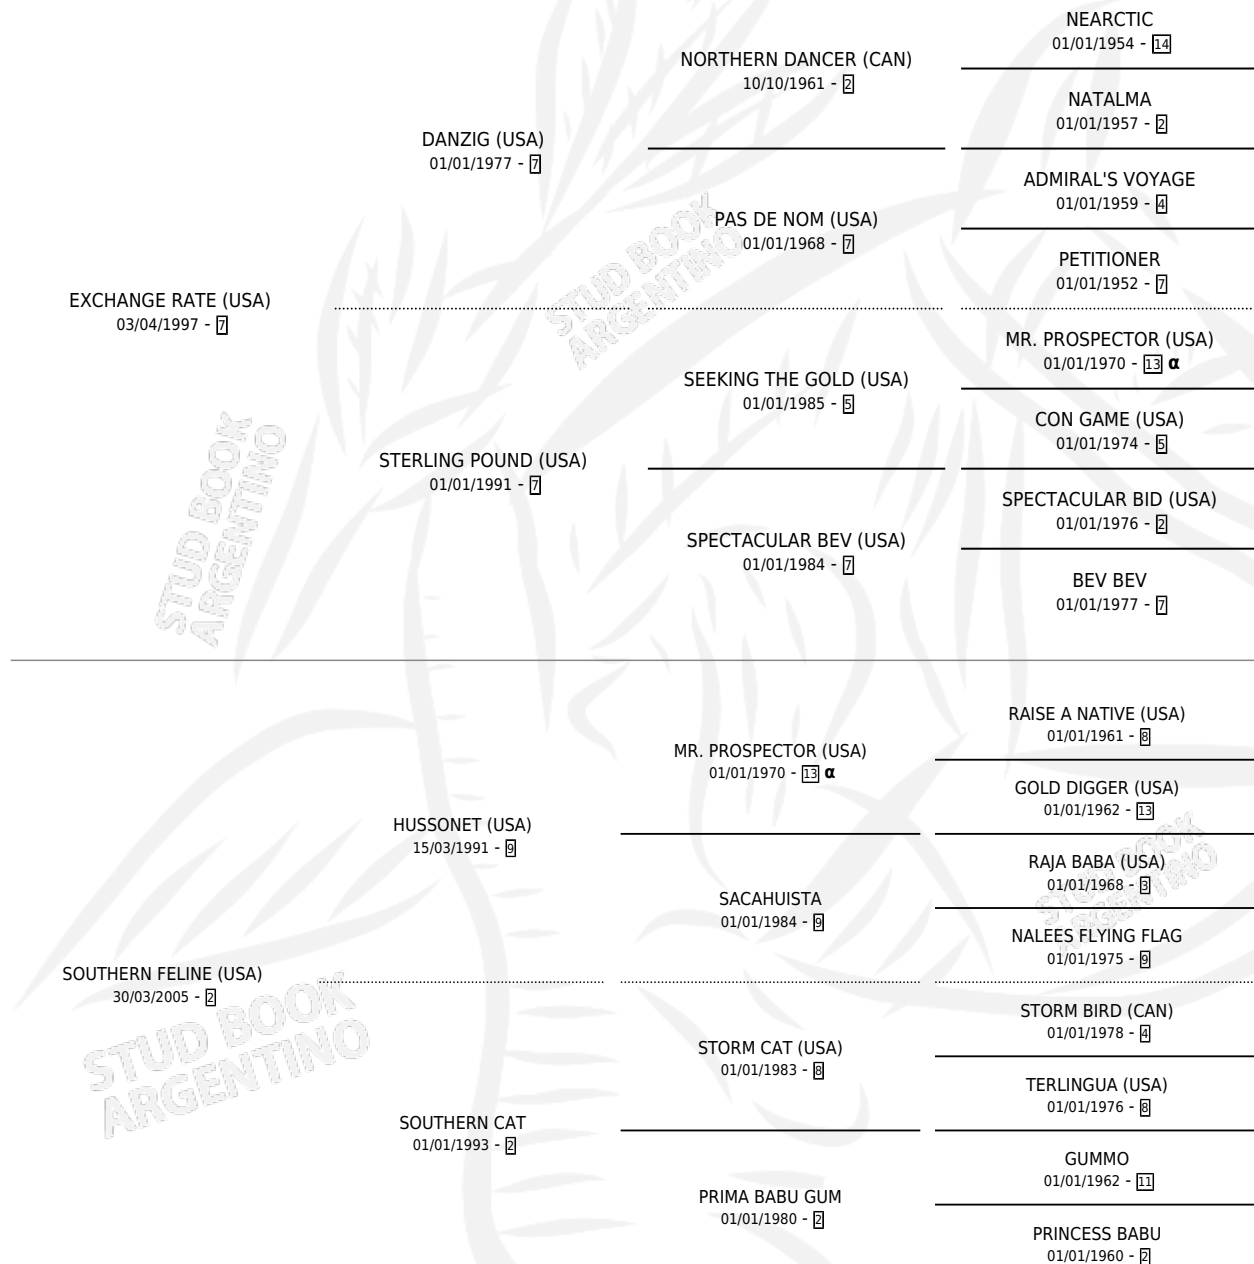 NEARCTIC
01/01/1954 - 14
NORTHERN DANCER (CAN)
10/10/1961 - 2
NATALMA
01/01/1957 - 2
DANZIG (USA)
01/01/1977 - 7
ADMIRAL'S VOYAGE
01/01/1959 - 4
PAS DE NOM (USA)
01/01/1968 - 7
PETITIONER
01/01/1952 - 7
EXCHANGE RATE (USA)
03/04/1997 - 7
MR. PROSPECTOR (USA)
01/01/1970 - 13 α
SEEKING THE GOLD (USA)
01/01/1985 - 5
CON GAME (USA)
01/01/1974 - 5
STERLING POUND (USA)
01/01/1991 - 7
SPECTACULAR BID (USA)
01/01/1976 - 2
SPECTACULAR BEV (USA)
01/01/1984 - 7
BEV BEV
01/01/1977 - 7
RAISE A NATIVE (USA)
01/01/1961 - 8
MR. PROSPECTOR (USA)
01/01/1970 - 13 α
GOLD DIGGER (USA)
01/01/1962 - 13
HUSSONET (USA)
15/03/1991 - 9
RAJA BABA (USA)
01/01/1968 - 3
SACAHUISTA
01/01/1984 - 9
NALEES FLYING FLAG
01/01/1975 - 9
SOUTHERN FELINE (USA)
30/03/2005 - 2
STORM BIRD (CAN)
01/01/1978 - 4
STORM CAT (USA)
01/01/1983 - 8
TERLINGUA (USA)
01/01/1976 - 8
SOUTHERN CAT
01/01/1993 - 2
GUMMO
01/01/1962 - 11
PRIMA BABU GUM
01/01/1980 - 2
PRINCESS BABU
01/01/1960 - 2
STUD BOOK
ARGENTINO
STUD BOOK
ARGENTINO
STUD BOOK
ARGENTINO
STUD BOOK
ARGENTINO